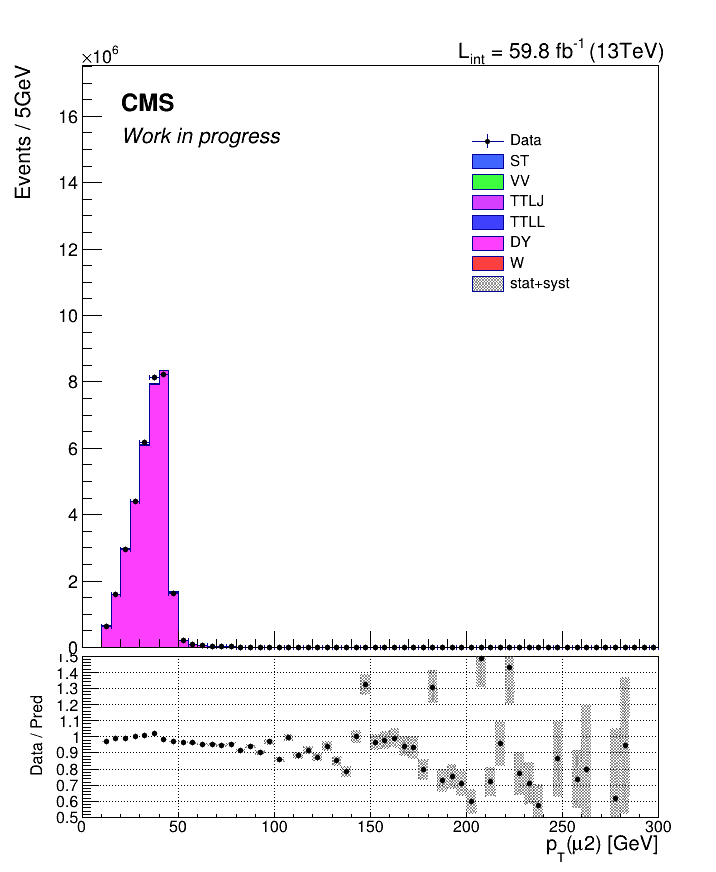 ×10⁶
L_int = 59.8 fb⁻¹ (13TeV)
Events / 5GeV
CMS
Work in progress
Data
ST
VV
TTLJ
TTLL
DY
W
stat+syst
16
14
12
10
8
6
4
2
0
Data / Pred
1.5
1.4
1.3
1.2
1.1
1
0.9
0.8
0.7
0.6
0.5
0 50 100 150 200 250 300
p_T(μ2) [GeV]